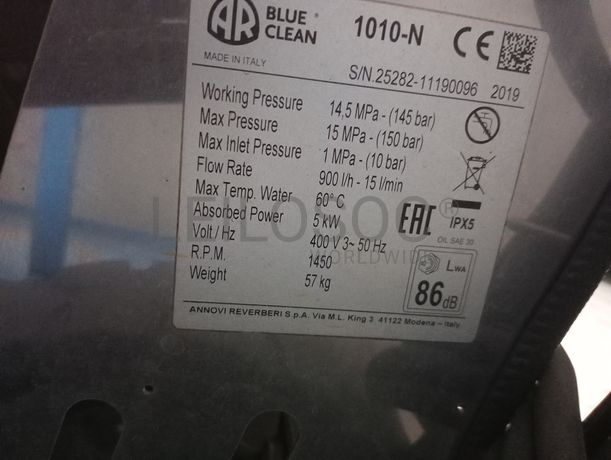 AR BLUE CLEAN 1010-N CE
MADE IN ITALY
S/N.25282-11190096 2019
Working Pressure 14,5 MPa - (145 bar)
Max Pressure 15 MPa - (150 bar)
Max Inlet Pressure 1 MPa - (10 bar)
Flow Rate 900 l/h - 15 l/min
Max Temp. Water 60° C
Absorbed Power 5 kW
Volt / Hz 400 V 3~ 50 Hz
R.P.M. 1450
Weight 57 kg
EAC IPX5
OIL SAE 30
LWA
86dB
ANNOVI REVERBERI S.p.A. Via M.L. King 3 41122 Modena – Italy
LEILOSOC®
WORLDWIDE